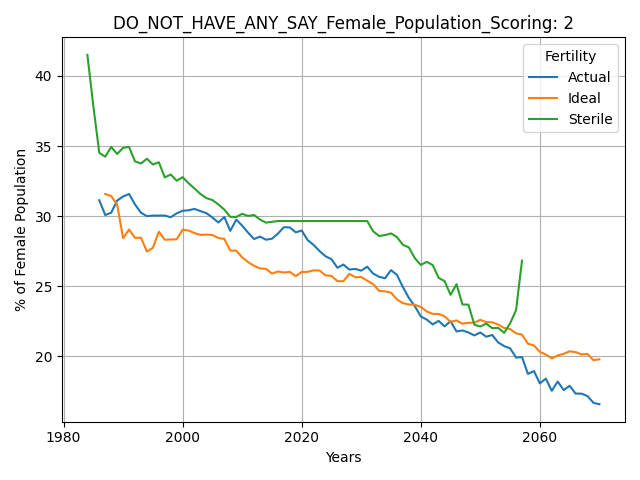 DO_NOT_HAVE_ANY_SAY_Female_Population_Scoring: 2
Fertility
Actual
Ideal
Sterile
% of Female Population
40
35
30
25
20
1980
2000
2020
2040
2060
Years